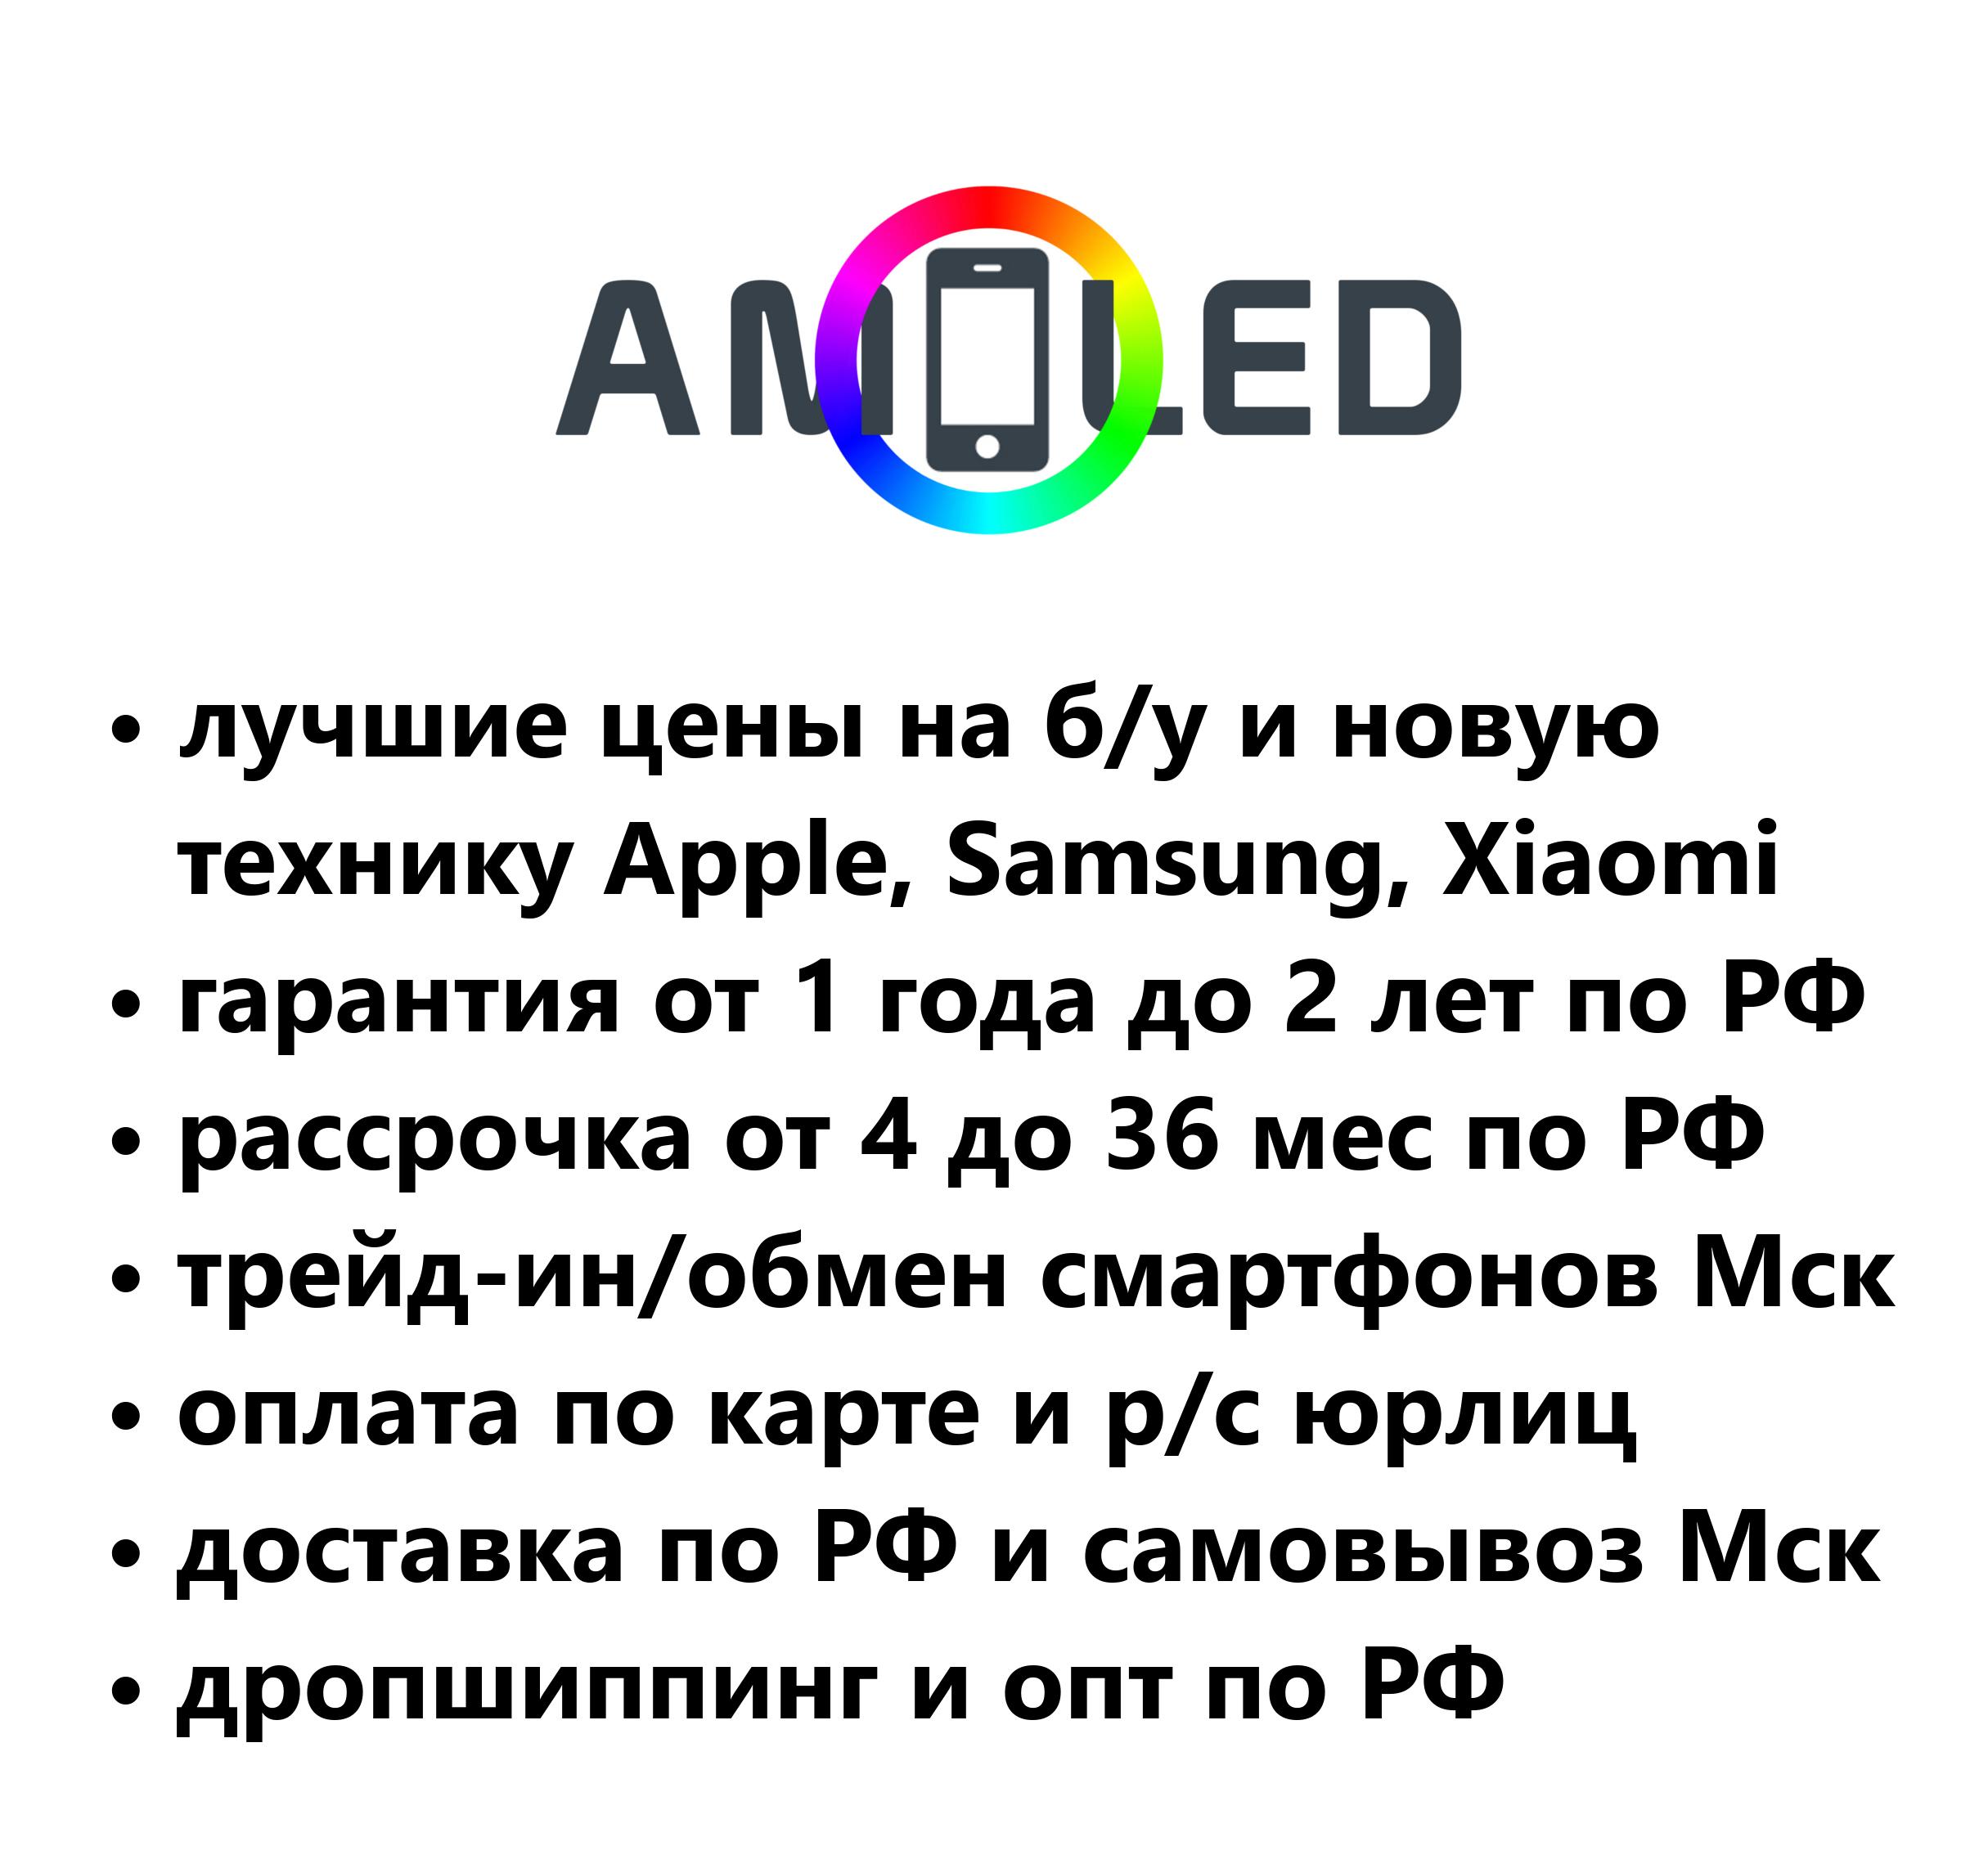 AMOLED
• лучшие цены на б/у и новую
технику Apple, Samsung, Xiaomi
• гарантия от 1 года до 2 лет по РФ
• рассрочка от 4 до 36 мес по РФ
• трейд-ин/обмен смартфонов Мск
• оплата по карте и р/с юрлиц
• доставка по РФ и самовывоз Мск
• дропшиппинг и опт по РФ